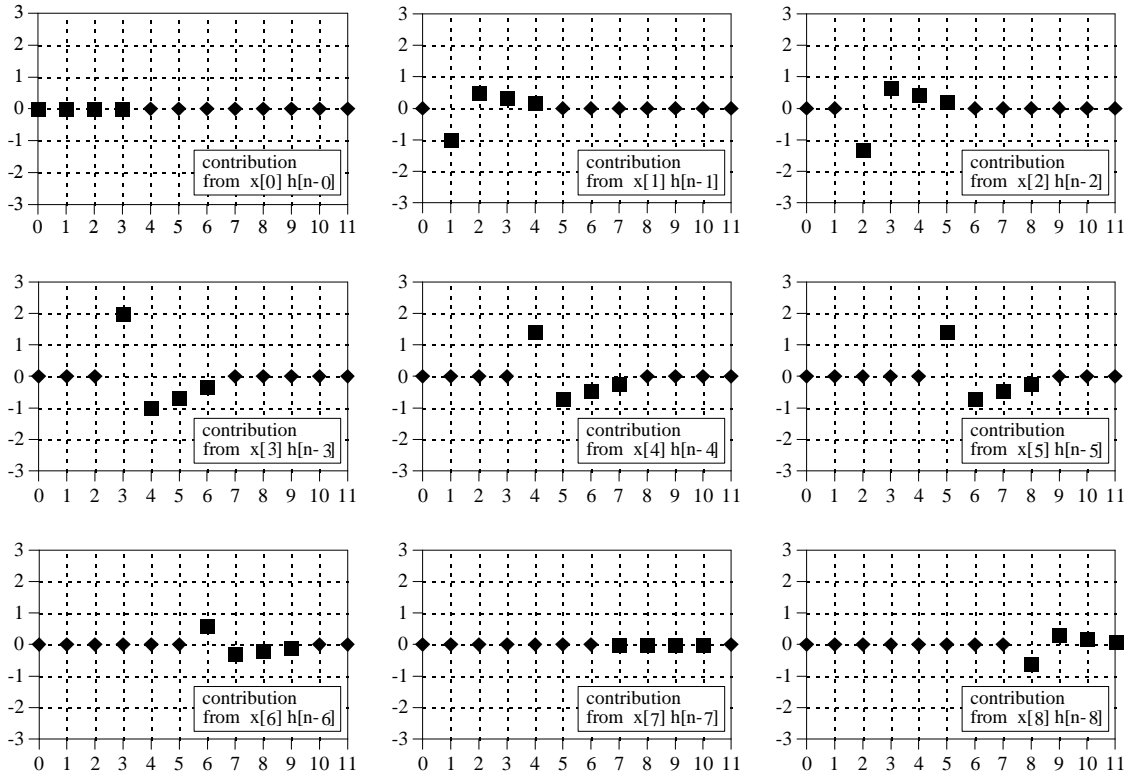 3 3 3
2 2 2
1 1 1
0 0 0
-1 -1 -1
-2 -2 -2
-3 -3 -3
contribution
from x[0] h[n-0]
contribution
from x[1] h[n-1]
contribution
from x[2] h[n-2]
0 1 2 3 4 5 6 7 8 9 10 11
0 1 2 3 4 5 6 7 8 9 10 11
0 1 2 3 4 5 6 7 8 9 10 11
3 3 3
2 2 2
1 1 1
0 0 0
-1 -1 -1
-2 -2 -2
-3 -3 -3
contribution
from x[3] h[n-3]
contribution
from x[4] h[n-4]
contribution
from x[5] h[n-5]
0 1 2 3 4 5 6 7 8 9 10 11
0 1 2 3 4 5 6 7 8 9 10 11
0 1 2 3 4 5 6 7 8 9 10 11
3 3 3
2 2 2
1 1 1
0 0 0
-1 -1 -1
-2 -2 -2
-3 -3 -3
contribution
from x[6] h[n-6]
contribution
from x[7] h[n-7]
contribution
from x[8] h[n-8]
0 1 2 3 4 5 6 7 8 9 10 11
0 1 2 3 4 5 6 7 8 9 10 11
0 1 2 3 4 5 6 7 8 9 10 11